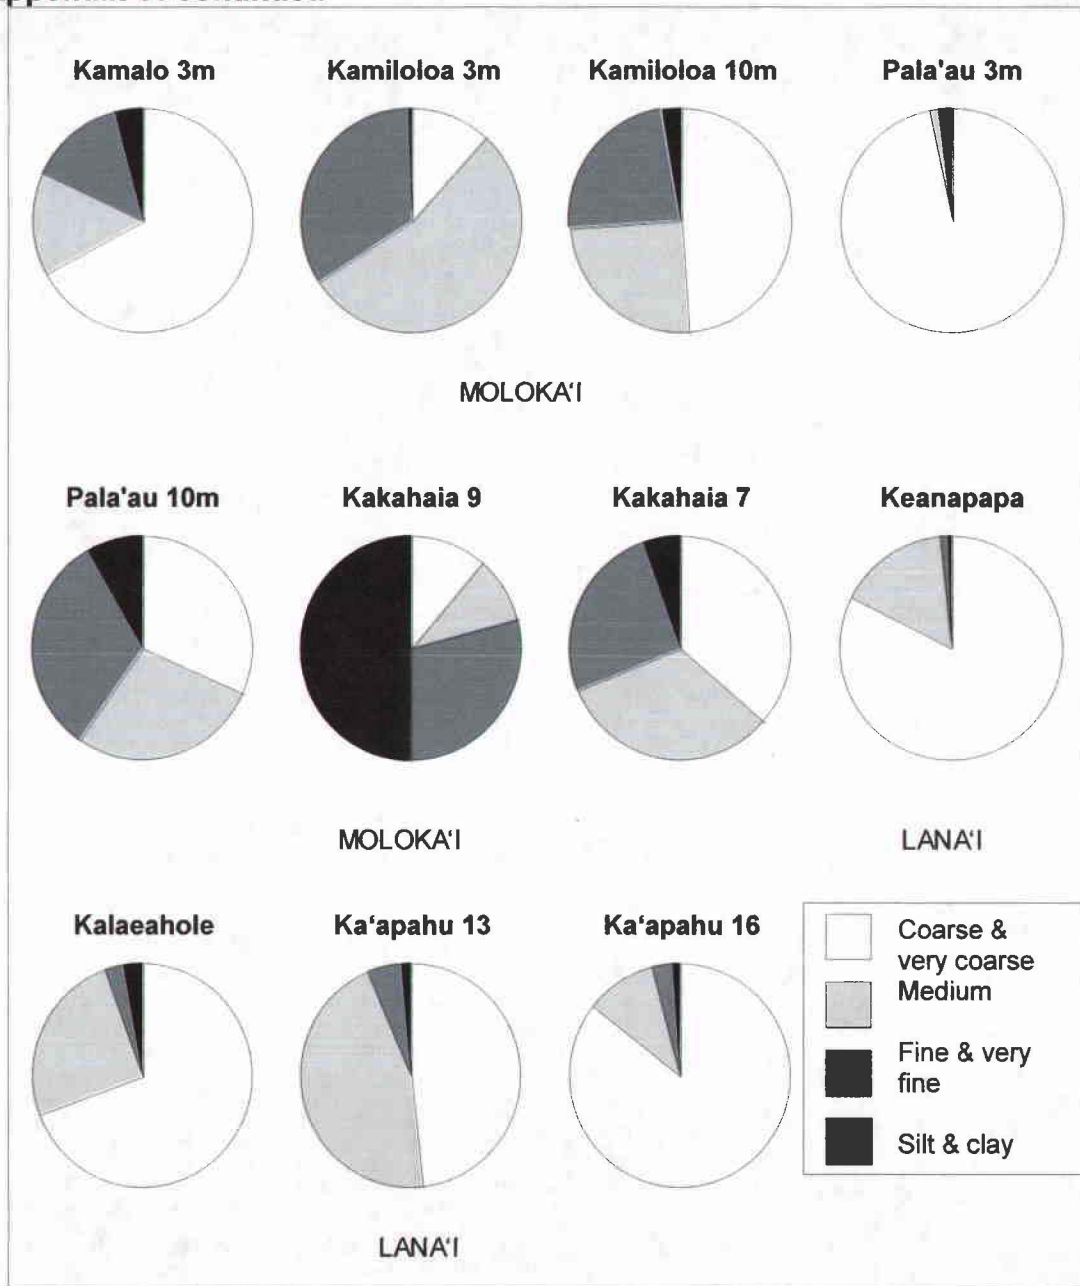 Kamalo 3m
Kamiloloa 3m
Kamiloloa 10m
Pala'au 3m
MOLOKA‘I
Pala'au 10m
Kakahaia 9
Kakahaia 7
Keanapapa
MOLOKA‘I
LANA‘I
Kalaeahole
Ka‘apahu 13
Ka‘apahu 16
Coarse &
very coarse
Medium
Fine & very
fine
Silt & clay
LANA‘I